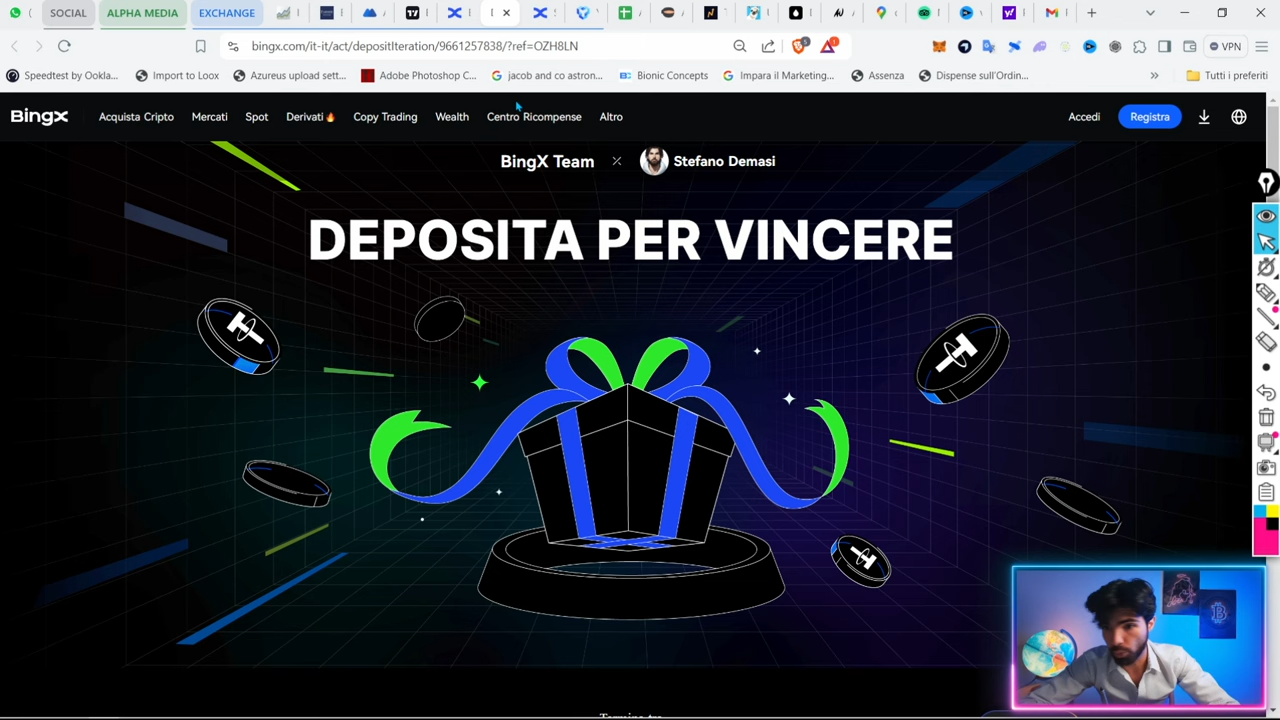 SOCIAL
ALPHA MEDIA
EXCHANGE
bingx.com/it-it/act/depositIteration/9661257838/?ref=OZH8LN
VPN
Speedtest by Ookla...
Import to Loox
Azureus upload sett...
Adobe Photoshop C...
jacob and co astron...
Bionic Concepts
Impara il Marketing...
Assenza
Dispense sull'Ordin...
Tutti i preferiti
BingX
Acquista Cripto
Mercati
Spot
Derivati
Copy Trading
Wealth
Centro Ricompense
Altro
Accedi
Registra
BingX Team
Stefano Demasi
DEPOSITA PER VINCERE
Termina tra